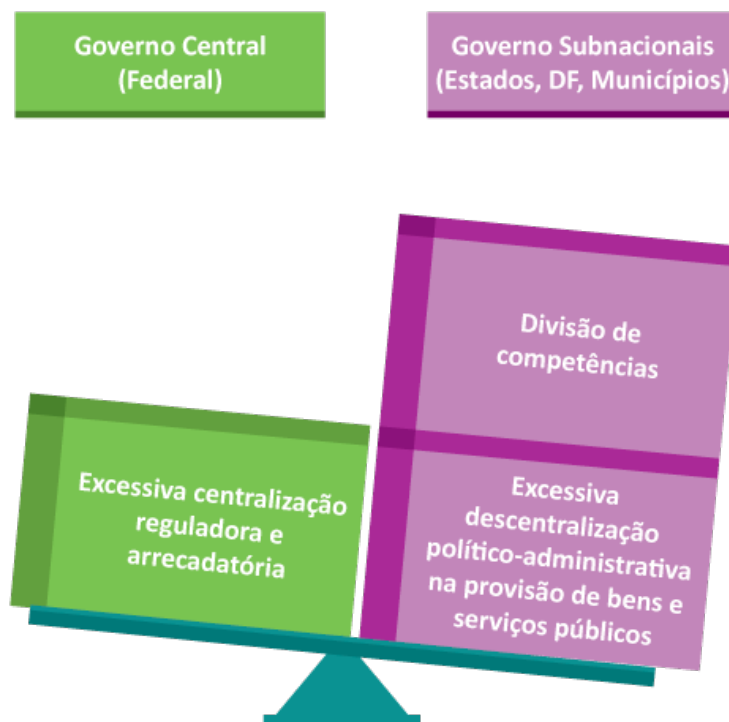 Governo Central
(Federal)
Governo Subnacionais
(Estados, DF, Municípios)
Divisão de
competências
Excessiva centralização
reguladora e
arrecadatória
Excessiva
descentralização
político-administrativa
na provisão de bens e
serviços públicos